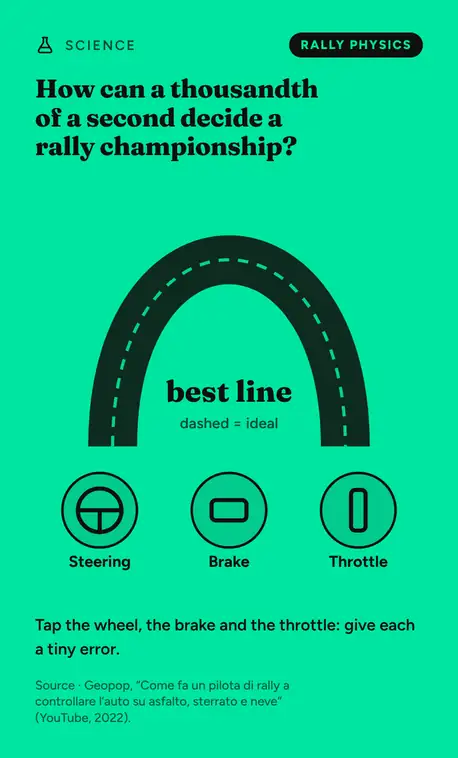 SCIENCE
RALLY PHYSICS
How can a thousandth
of a second decide a
rally championship?
best line
dashed = ideal
Steering
Brake
Throttle
Tap the wheel, the brake and the throttle: give each
a tiny error.
Source · Geopop, “Come fa un pilota di rally a
controllare l’auto su asfalto, sterrato e neve”
(YouTube, 2022).